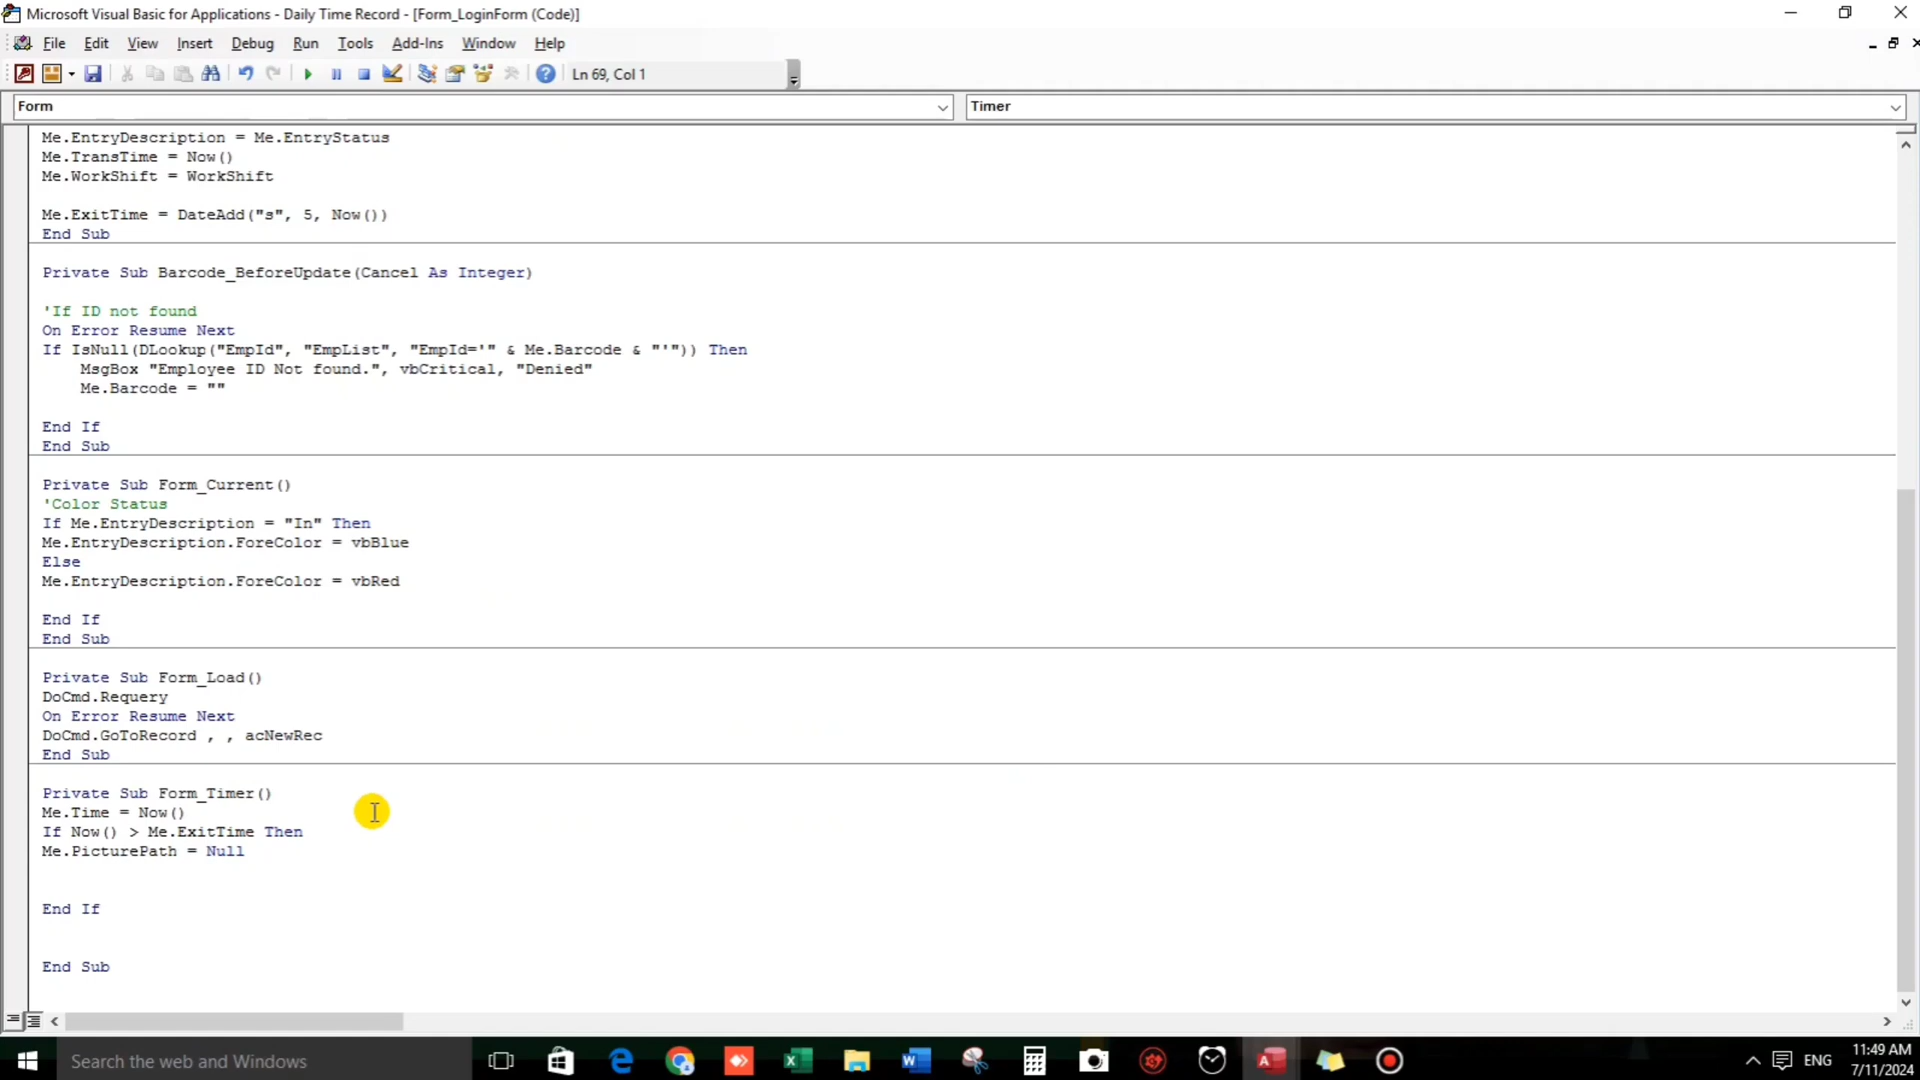 Microsoft Visual Basic for Applications - Daily Time Record - [Form_LoginForm (Code)]
File Edit View Insert Debug Run Tools Add-Ins Window Help
Ln 69, Col 1
Form
Timer
Me.EntryDescription = Me.EntryStatus
Me.TransTime = Now()
Me.WorkShift = WorkShift
Me.ExitTime = DateAdd("s", 5, Now())
End Sub
Private Sub Barcode_BeforeUpdate(Cancel As Integer)
'If ID not found
On Error Resume Next
If IsNull(DLookup("EmpId", "EmpList", "EmpId='" & Me.Barcode & "'")) Then
MsgBox "Employee ID Not found.", vbCritical, "Denied"
Me.Barcode = ""
End If
End Sub
Private Sub Form_Current()
'Color Status
If Me.EntryDescription = "In" Then
Me.EntryDescription.ForeColor = vbBlue
Else
Me.EntryDescription.ForeColor = vbRed
End If
End Sub
Private Sub Form_Load()
DoCmd.Requery
On Error Resume Next
DoCmd.GoToRecord , , acNewRec
End Sub
Private Sub Form_Timer()
Me.Time = Now()
If Now() > Me.ExitTime Then
Me.PicturePath = Null
End If
End Sub
Search the web and Windows
ENG
11:49 AM
7/11/2024